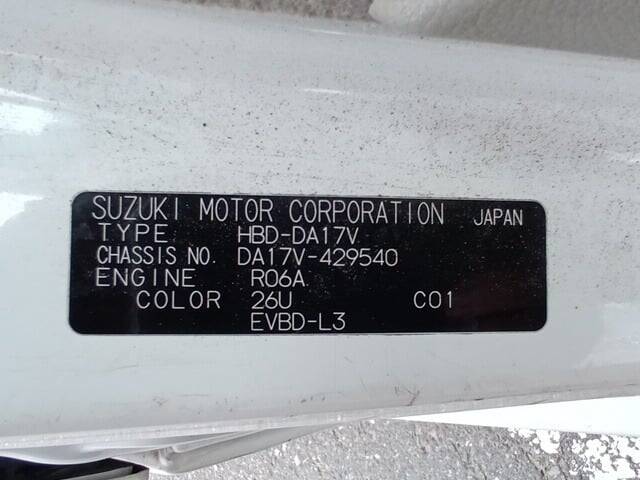 SUZUKI MOTOR CORPORATION JAPAN
TYPE HBD-DA17V
CHASSIS NO. DA17V-429540
ENGINE R06A
COLOR 26U C01
EVBD-L3